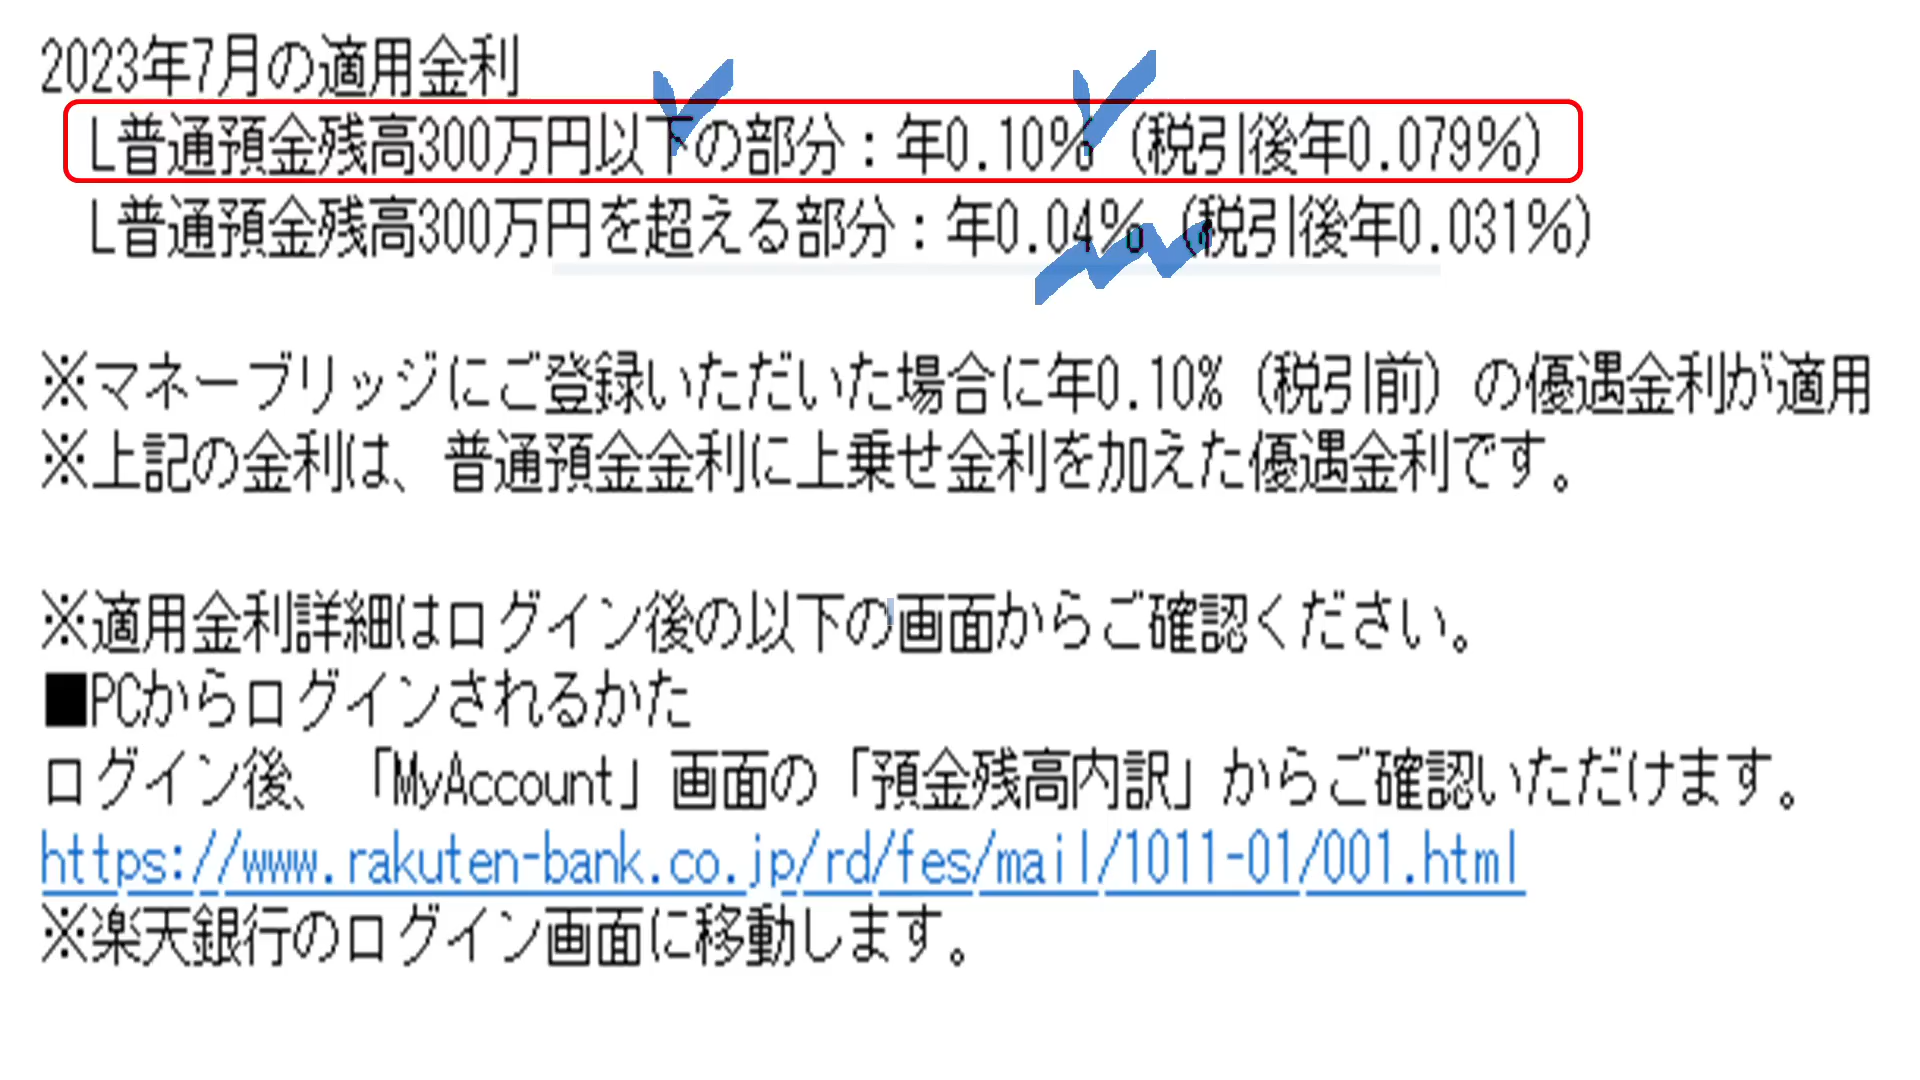 2023年7月の適用金利
L普通預金残高300万円以下の部分：年0.10%（税引後年0.079%）
L普通預金残高300万円を超える部分：年0.04%（税引後年0.031%）
※マネーブリッジにご登録いただいた場合に年0.10%（税引前）の優遇金利が適用
※上記の金利は、普通預金金利に上乗せ金利を加えた優遇金利です。
※適用金利詳細はログイン後の以下の画面からご確認ください。
■PCからログインされるかた
ログイン後、「MyAccount」画面の「預金残高内訳」からご確認いただけます。
https://www.rakuten-bank.co.jp/rd/fes/mail/1011-01/001.html
※楽天銀行のログイン画面に移動します。